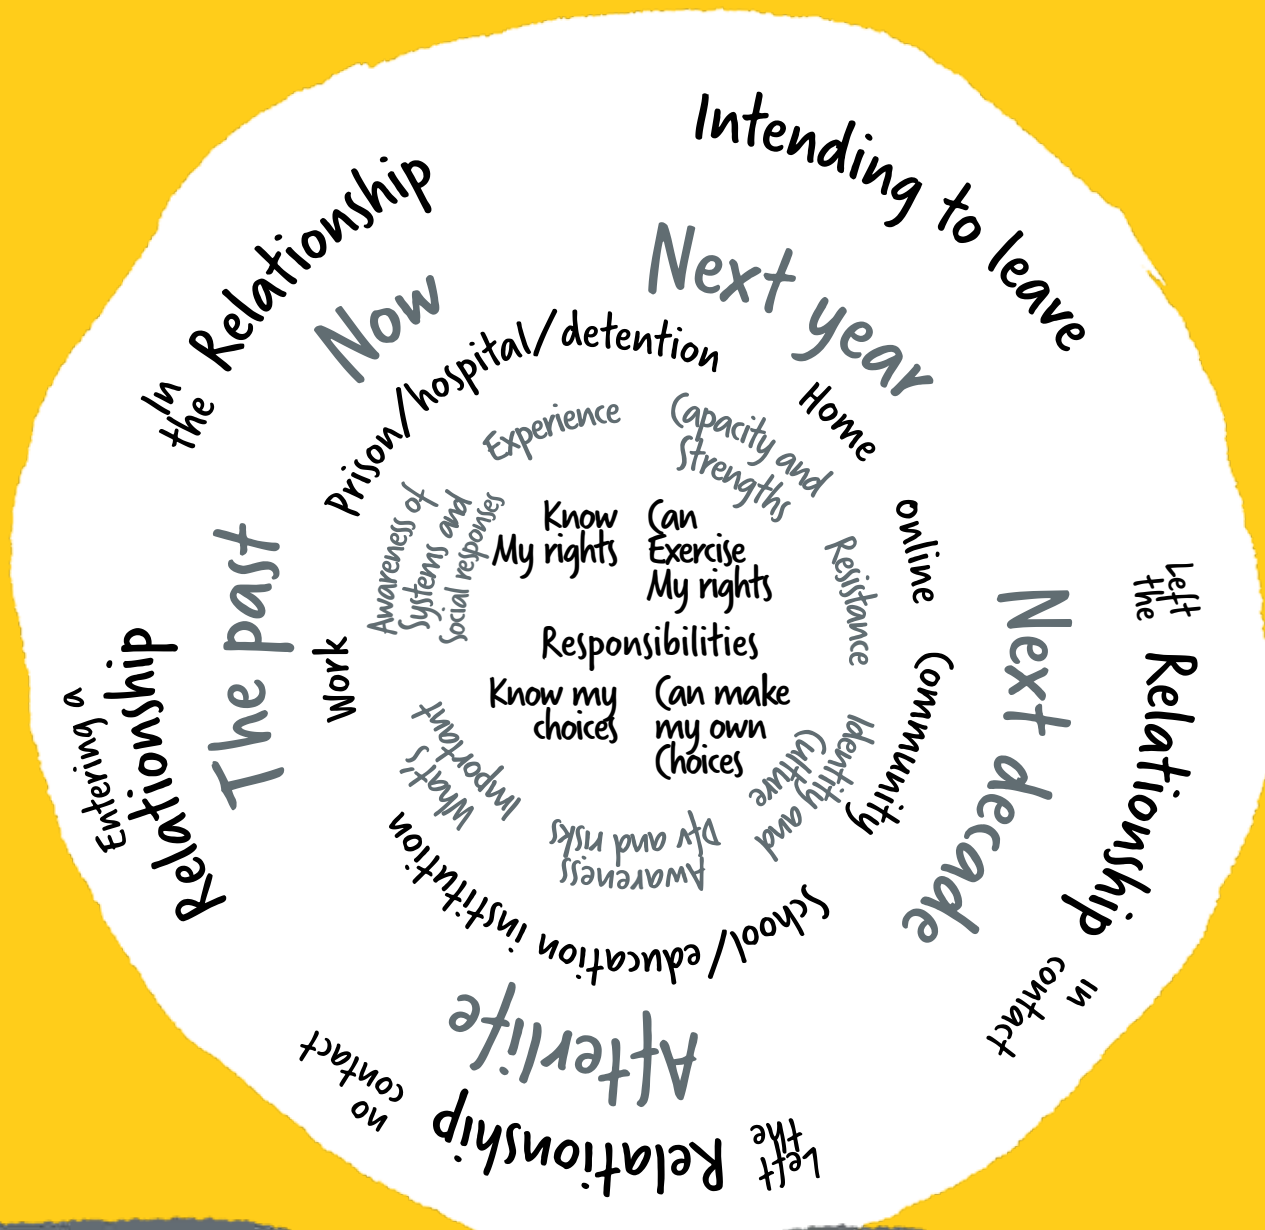 Intending to leave
In the Relationship
Now
Next year
Prison/hospital/detention
Home
online
Community
School/education institution
Work
Experience
Capacity and
Strengths
Resistance
Identity and
Culture
Awareness
Dfv and risks
What's
Important
Awareness of
Systems and
Social responses
Know
My rights
Can
Exercise
My rights
Responsibilities
Know my
choices
Can make
my own
Choices
The past
Next decade
Afterlife
Entering a
Relationship
Left
the
Relationship
in
contact
Left
the
Relationship
no
contact